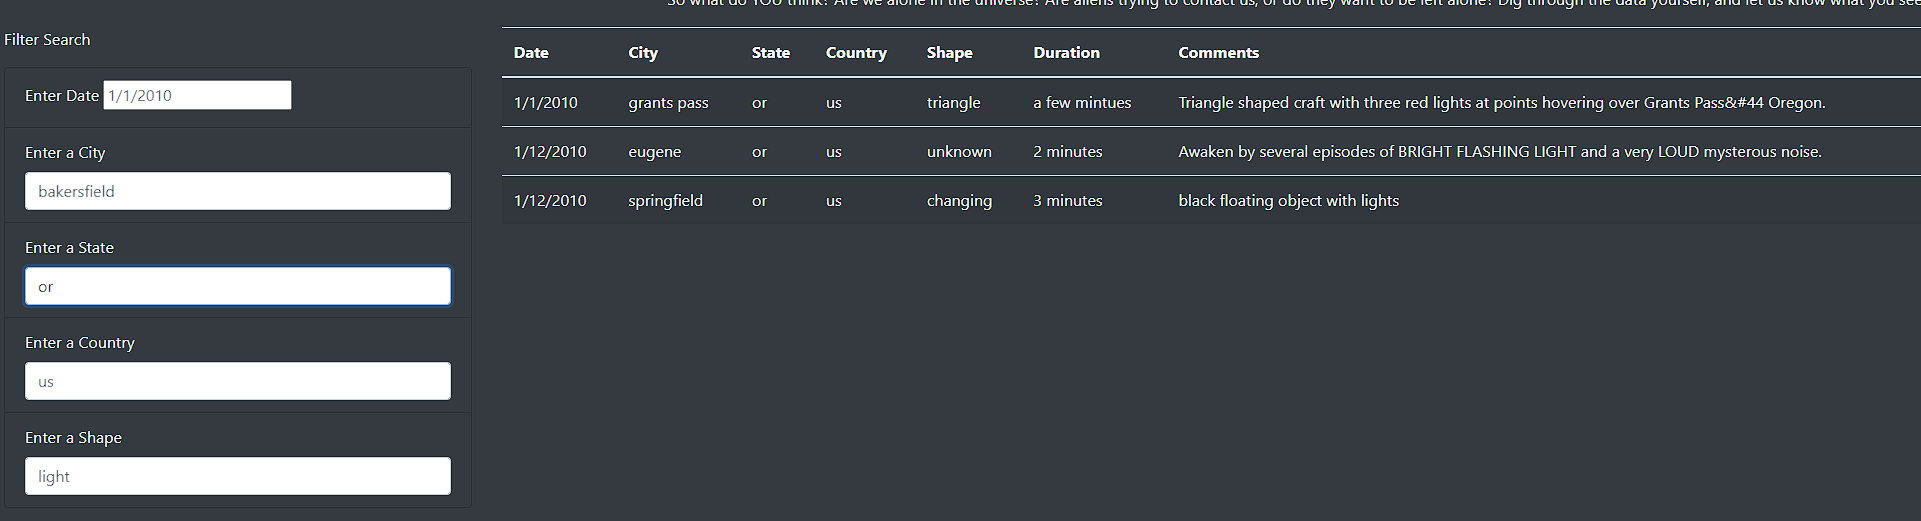 So what do YOU think? Are we alone in the universe? Are aliens trying to contact us, or do they want to be left alone? Dig through the data yourself, and let us know what you see
Filter Search
Enter Date 1/1/2010
Enter a City
bakersfield
Enter a State
or
Enter a Country
us
Enter a Shape
light
Date City State Country Shape Duration Comments
1/1/2010 grants pass or us triangle a few mintues Triangle shaped craft with three red lights at points hovering over Grants Pass&#44 Oregon.
1/12/2010 eugene or us unknown 2 minutes Awaken by several episodes of BRIGHT FLASHING LIGHT and a very LOUD mysterous noise.
1/12/2010 springfield or us changing 3 minutes black floating object with lights